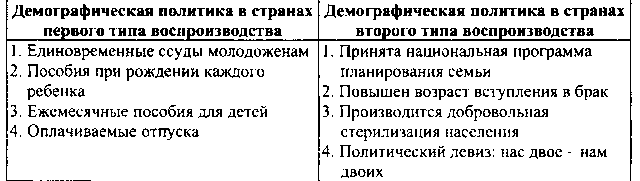 Демографическая политика в странах первого типа воспроизводства
1. Единовременные ссуды молодоженам
2. Пособия при рождении каждого
ребенка
3. Ежемесячные пособия для детей
4. Оплачиваемые отпуска
Демографическая политика в странах второго типа воспроизводства
1. Принята национальная программа
планирования семьи
2. Повышен возраст вступления в брак
3. Производится добровольная
стерилизация населения
4. Политический левиз: нас двое - нам
двоих